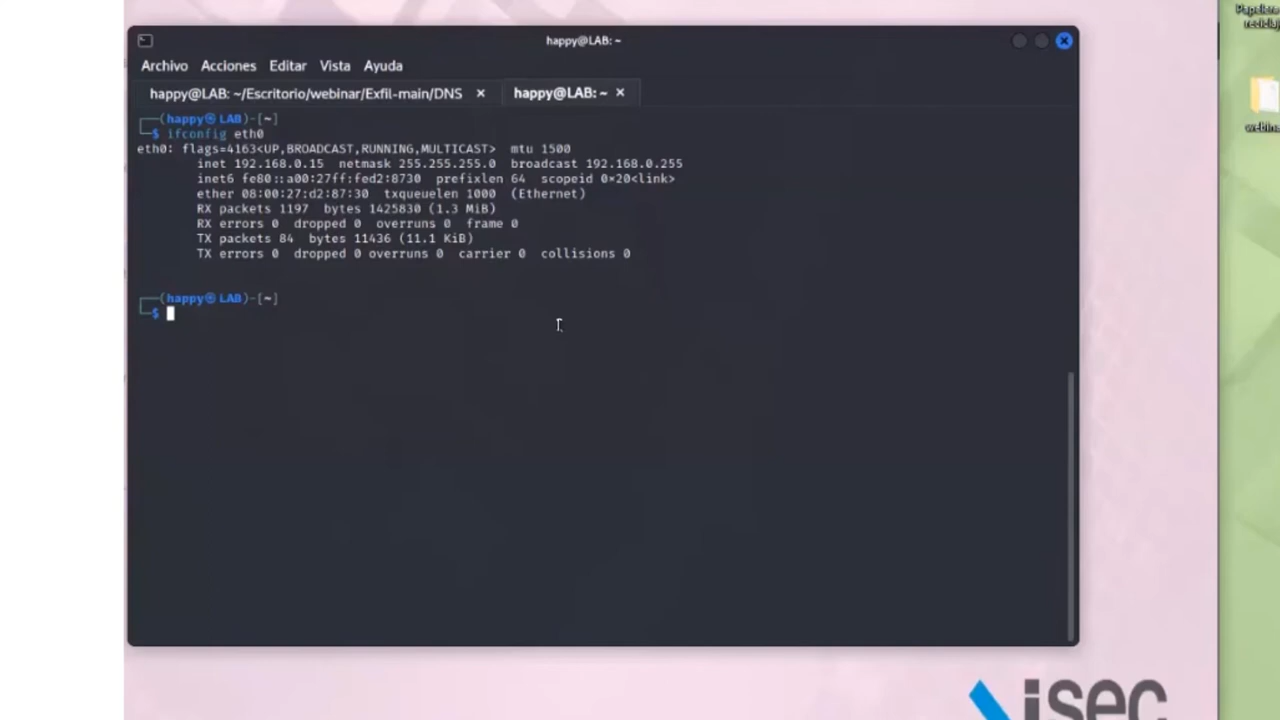 happy@LAB: ~
Archivo Acciones Editar Vista Ayuda
happy@LAB: ~/Escritorio/webinar/Exfil-main/DNS × happy@LAB: ~ ×
┌──(happy㉿LAB)-[~]
└─$ ifconfig eth0
eth0: flags=4163<UP,BROADCAST,RUNNING,MULTICAST> mtu 1500
inet 192.168.0.15 netmask 255.255.255.0 broadcast 192.168.0.255
inet6 fe80::a00:27ff:fed2:8730 prefixlen 64 scopeid 0×20<link>
ether 08:00:27:d2:87:30 txqueuelen 1000 (Ethernet)
RX packets 1197 bytes 1425830 (1.3 MiB)
RX errors 0 dropped 0 overruns 0 frame 0
TX packets 84 bytes 11436 (11.1 KiB)
TX errors 0 dropped 0 overruns 0 carrier 0 collisions 0
┌──(happy㉿LAB)-[~]
└─$
Papelera
reciclaj
webina
isec